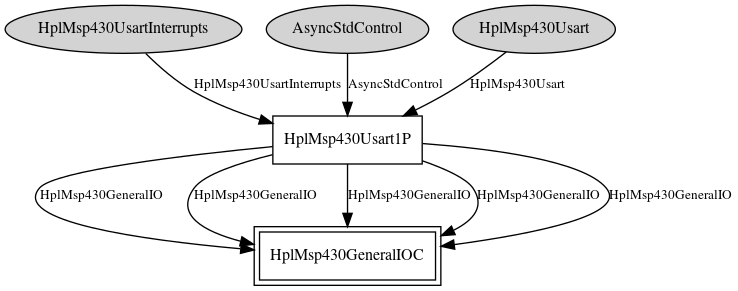 HplMsp430UsartInterrupts
AsyncStdControl
HplMsp430Usart
HplMsp430UsartInterrupts
AsyncStdControl
HplMsp430Usart
HplMsp430Usart1P
HplMsp430GeneralIO
HplMsp430GeneralIO
HplMsp430GeneralIO
HplMsp430GeneralIO
HplMsp430GeneralIO
HplMsp430GeneralIOC